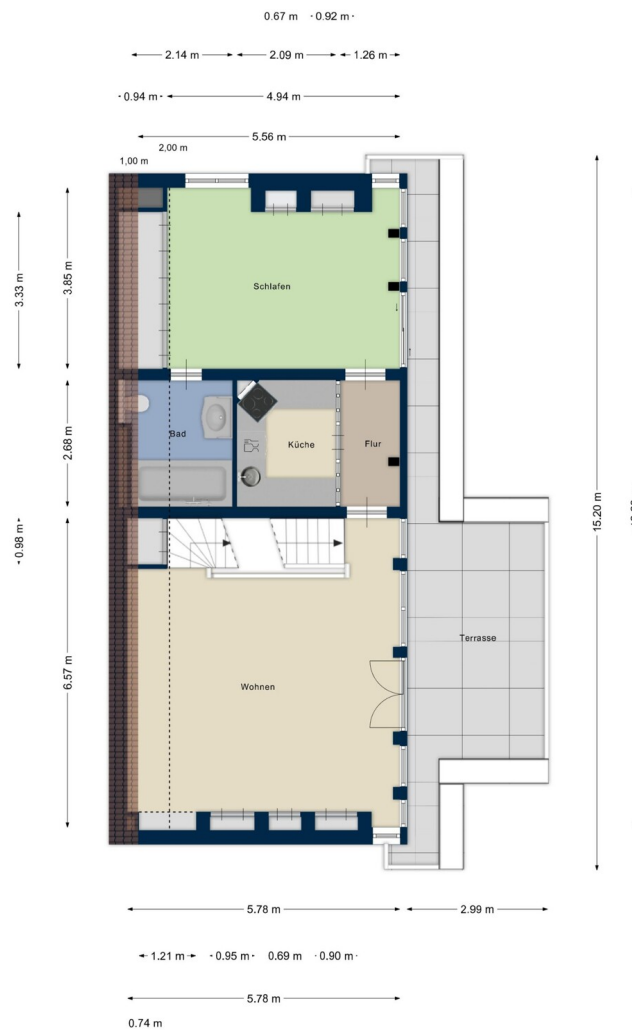 0.67 m 0.92 m
2.14 m 2.09 m 1.26 m
0.94 m 4.94 m
5.56 m
2,00 m
1,00 m
3.33 m
3.85 m
Schlafen
2.68 m
Bad
Küche
Flur
0.98 m
15.20 m
6.57 m
Terrasse
Wohnen
5.78 m 2.99 m
1.21 m 0.95 m 0.69 m 0.90 m
5.78 m
0.74 m